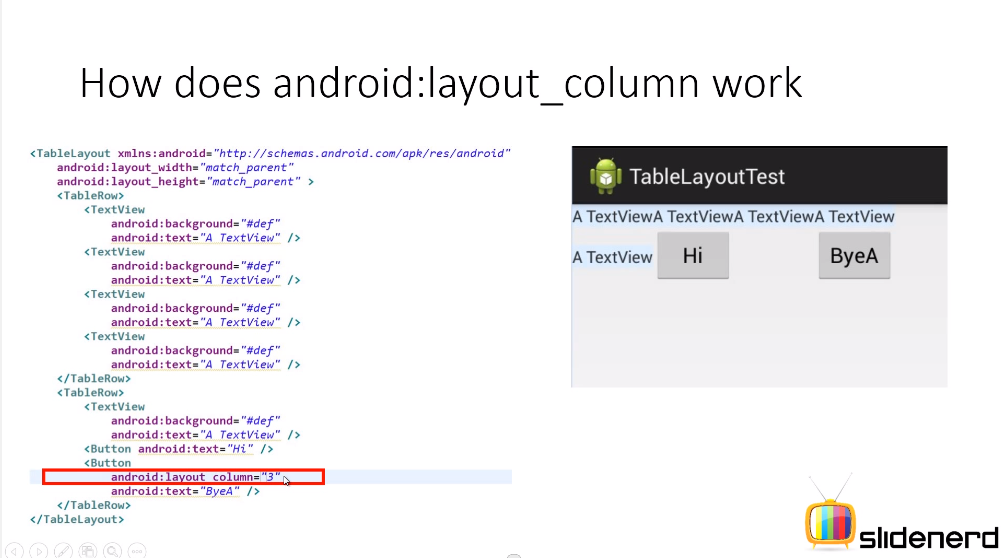 How does android:layout_column work
<TableLayout xmlns:android="http://schemas.android.com/apk/res/android"
android:layout_width="match_parent"
android:layout_height="match_parent" >
<TableRow>
<TextView
android:background="#def"
android:text="A TextView" />
<TextView
android:background="#def"
android:text="A TextView" />
<TextView
android:background="#def"
android:text="A TextView" />
<TextView
android:background="#def"
android:text="A TextView" />
</TableRow>
<TableRow>
<TextView
android:background="#def"
android:text="A TextView" />
<Button android:text="Hi" />
<Button
android:layout_column="3"
android:text="ByeA" />
</TableRow>
</TableLayout>
TableLayoutTest
A TextViewA TextViewA TextViewA TextView
A TextView Hi ByeA
slidenerd